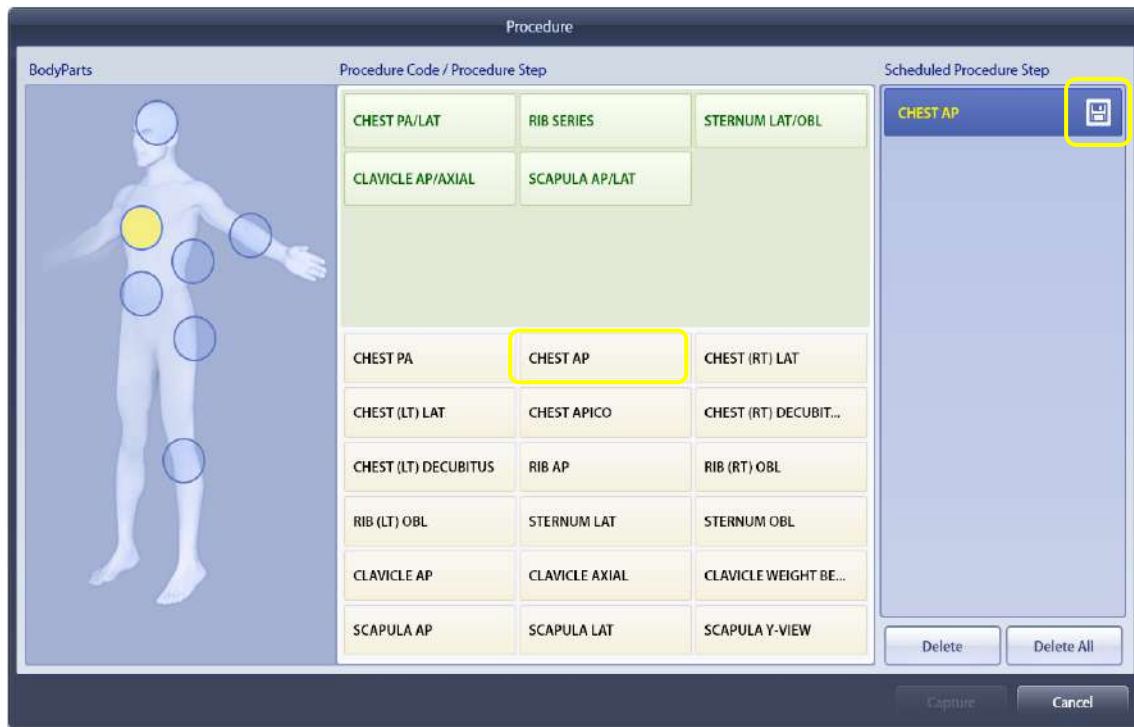 Procedure
BodyParts
Procedure Code / Procedure Step
Scheduled Procedure Step
CHEST PA/LAT
RIB SERIES
STERNUM LAT/OBL
CLAVICLE AP/AXIAL
SCAPULA AP/LAT
CHEST AP
CHEST PA
CHEST AP
CHEST (RT) LAT
CHEST (LT) LAT
CHEST APICO
CHEST (RT) DECUBIT...
CHEST (LT) DECUBITUS
RIB AP
RIB (RT) OBL
RIB (LT) OBL
STERNUM LAT
STERNUM OBL
CLAVICLE AP
CLAVICLE AXIAL
CLAVICLE WEIGHT BE...
SCAPULA AP
SCAPULA LAT
SCAPULA Y-VIEW
Delete
Delete All
Capture
Cancel